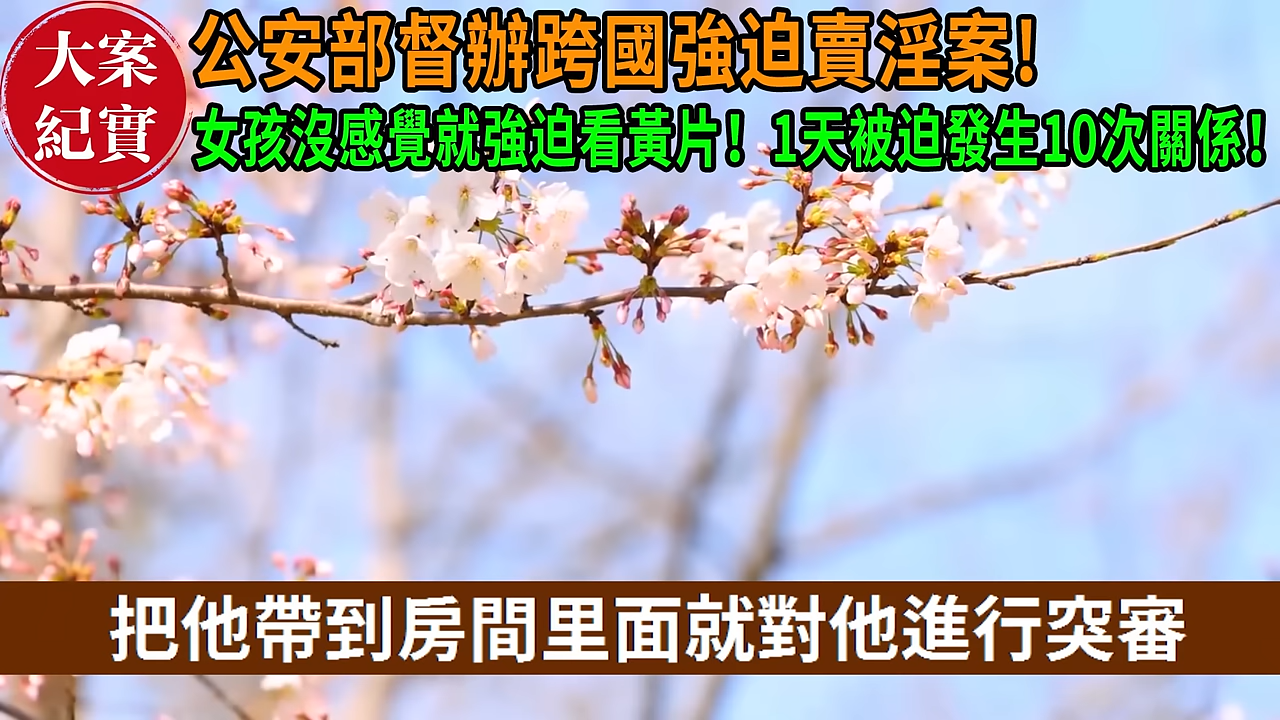 大案
紀實
公安部督辦跨國強迫賣淫案!
女孩沒感覺就強迫看黃片!1天被迫發生10次關係!
把他帶到房間里面就對他進行突審